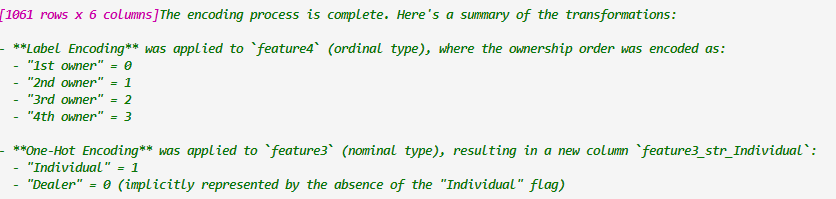 [1061 rows x 6 columns]The encoding process is complete. Here's a summary of the transformations:
- **Label Encoding** was applied to `feature4` (ordinal type), where the ownership order was encoded as:
- "1st owner" = 0
- "2nd owner" = 1
- "3rd owner" = 2
- "4th owner" = 3
- **One-Hot Encoding** was applied to `feature3` (nominal type), resulting in a new column `feature3_str_Individual`:
- "Individual" = 1
- "Dealer" = 0 (implicitly represented by the absence of the "Individual" flag)